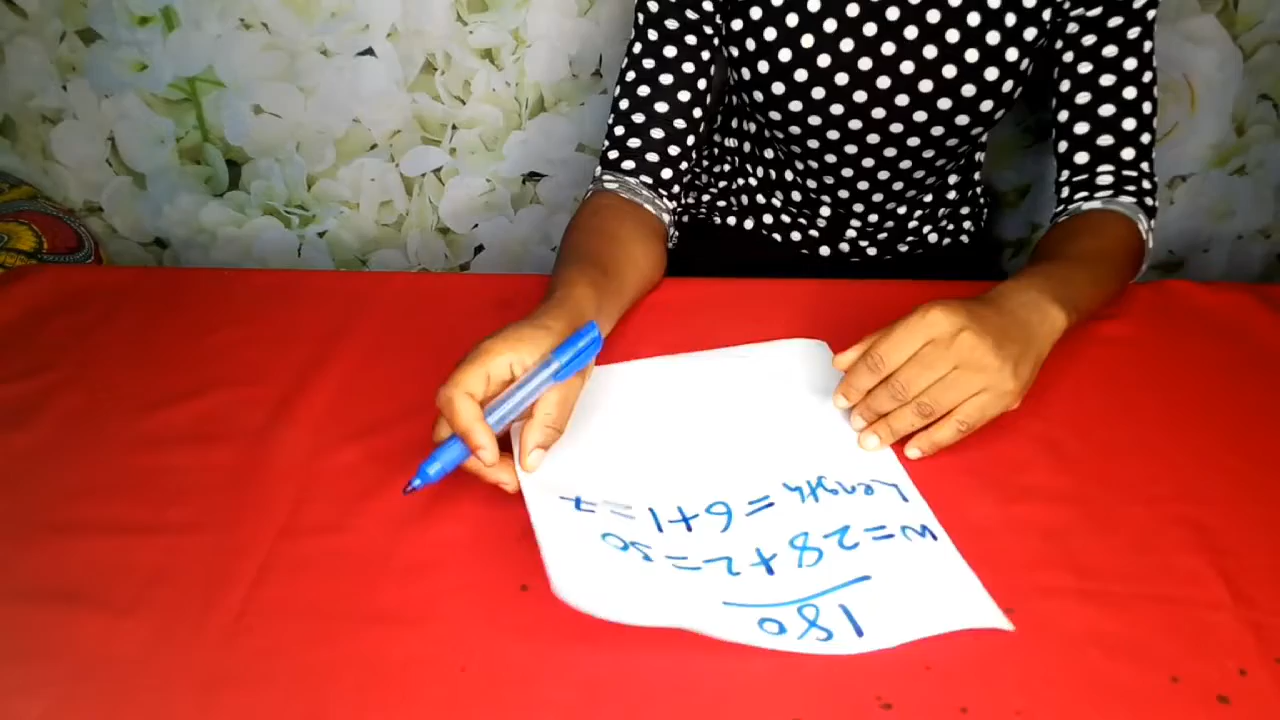 180
W = 28 + 2 = 30
Length = 6 + 1 = 7